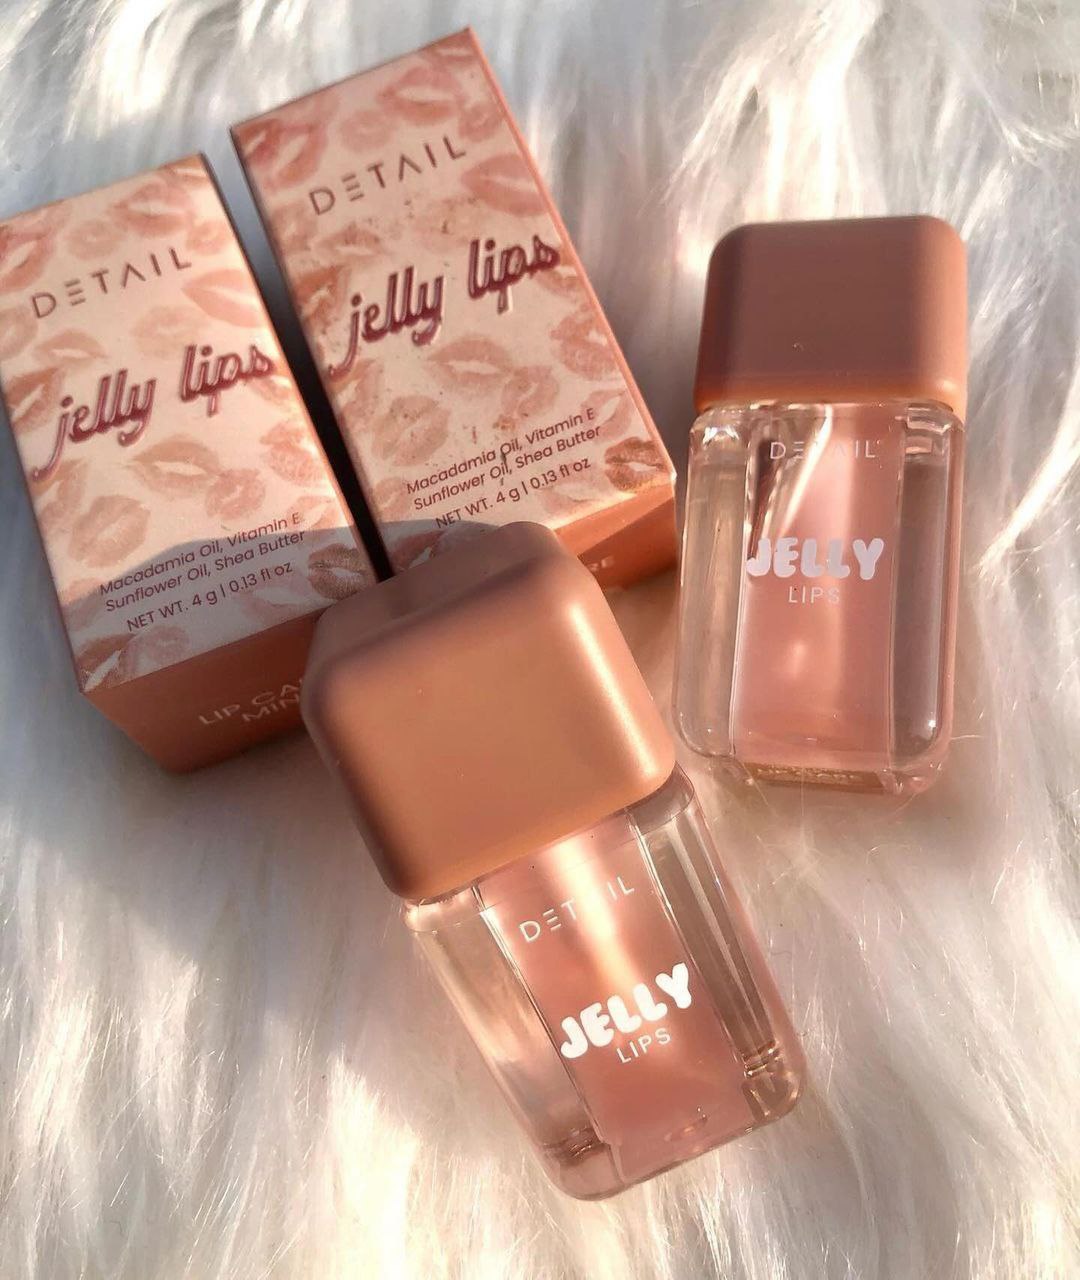 DETAIL
jelly lips
Macadamia Oil, Vitamin E
Sunflower Oil, Shea Butter
NET WT. 4 g | 0.13 fl oz
LIP
DETAIL
jelly lips
Macadamia Oil, Vitamin E
Sunflower Oil, Shea Butter
NET WT. 4 g | 0.13 fl oz
DETAIL
JELLY
LIPS
DETAIL
JELLY
LIPS